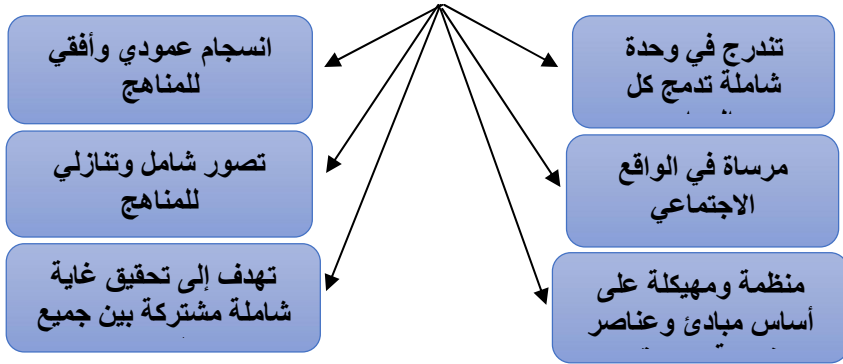 تندرج في وحدة
شاملة تدمج كل
مرساة في الواقع
الاجتماعي
منظمة ومهيكلة على
أساس مبادئ وعناصر
انسجام عمودي وأفقي
للمناهج
تصور شامل وتنازلي
للمناهج
تهدف إلى تحقيق غاية
شاملة مشتركة بين جميع